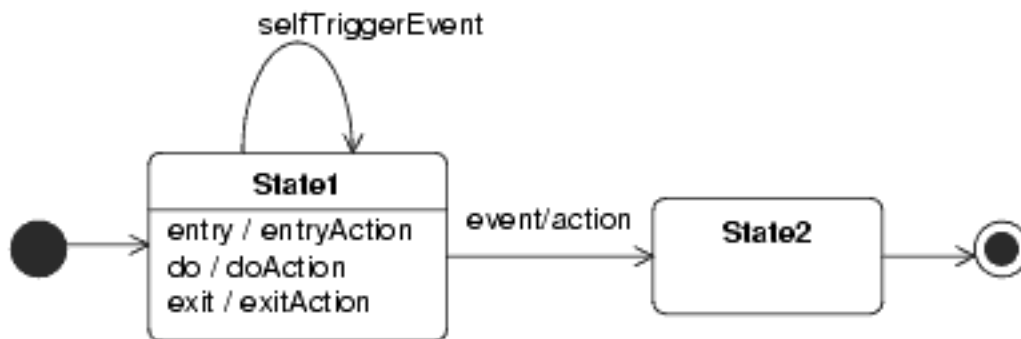 selfTriggerEvent
State1
entry / entryAction
do / doAction
exit / exitAction
event/action
State2